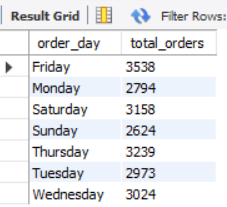 Result Grid Filter Rows:
order_day total_orders
Friday 3538
Monday 2794
Saturday 3158
Sunday 2624
Thursday 3239
Tuesday 2973
Wednesday 3024